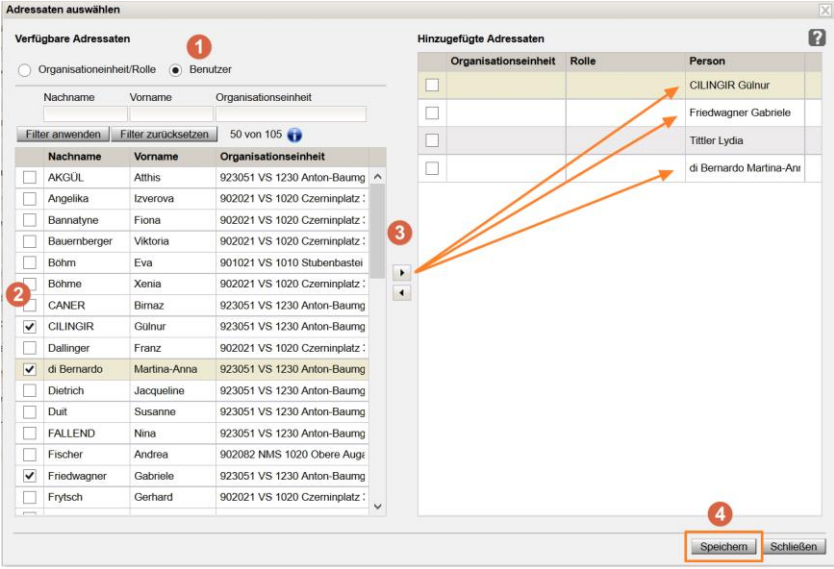 Adressaten auswählen
Verfügbare Adressaten
1
Organisationeinheit/Rolle Benutzer
Nachname Vorname Organisationseinheit
Filter anwenden Filter zurücksetzen 50 von 105
Nachname Vorname Organisationseinheit
AKGÜL Atthis 923051 VS 1230 Anton-Baumg
Angelika Izverova 902021 VS 1020 Czerninplatz
Bannatyne Fiona 902021 VS 1020 Czerninplatz
Bauernberger Viktoria 902021 VS 1020 Czerninplatz
Böhm Eva 901021 VS 1010 Stubenbastei
Böhme Xenia 902021 VS 1020 Czerninplatz
2
CANER Birnaz 923051 VS 1230 Anton-Baumg
CILINGIR Gülnur 923051 VS 1230 Anton-Baumg
Dallinger Franz 902021 VS 1020 Czerninplatz
di Bernardo Martina-Anna 923051 VS 1230 Anton-Baumg
Dietrich Jacqueline 923051 VS 1230 Anton-Baumg
Duit Susanne 923051 VS 1230 Anton-Baumg
FALLEND Nina 923051 VS 1230 Anton-Baumg
Fischer Andrea 902082 NMS 1020 Obere Auga
Friedwagner Gabriele 923051 VS 1230 Anton-Baumg
Frytsch Gerhard 902021 VS 1020 Czerninplatz
3
Hinzugefügte Adressaten ?
Organisationseinheit Rolle Person
CILINGIR Gülnur
Friedwagner Gabriele
Tittler Lydia
di Bernardo Martina-Anr
4
Speichern Schließen